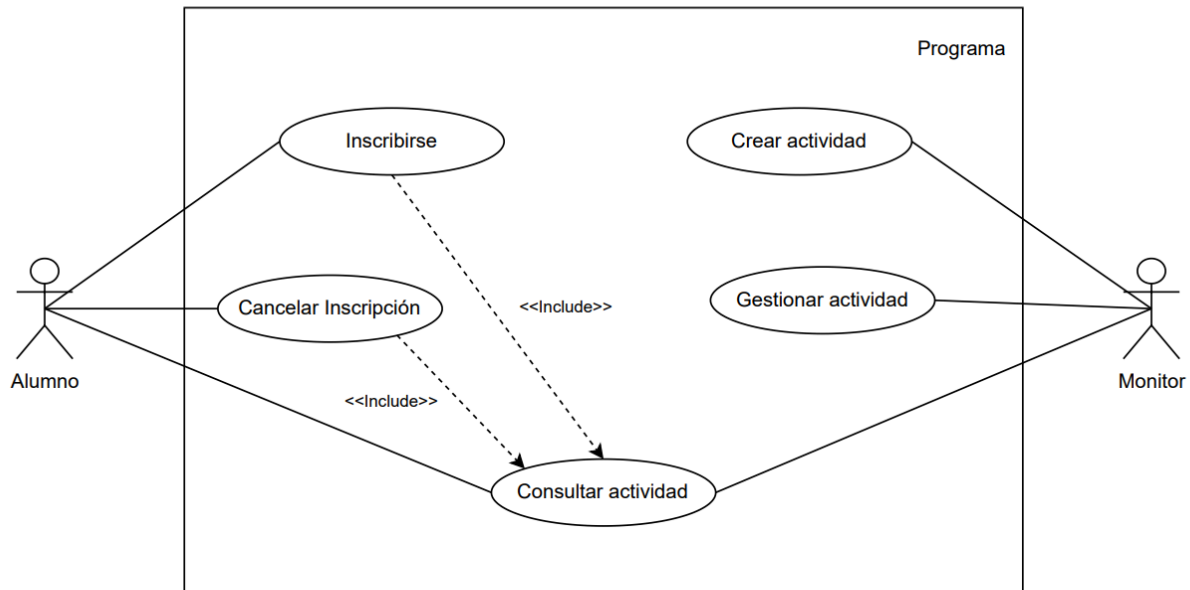 Programa
Inscribirse
Crear actividad
Cancelar Inscripción
<<Include>>
Gestionar actividad
Alumno
Monitor
<<Include>>
Consultar actividad